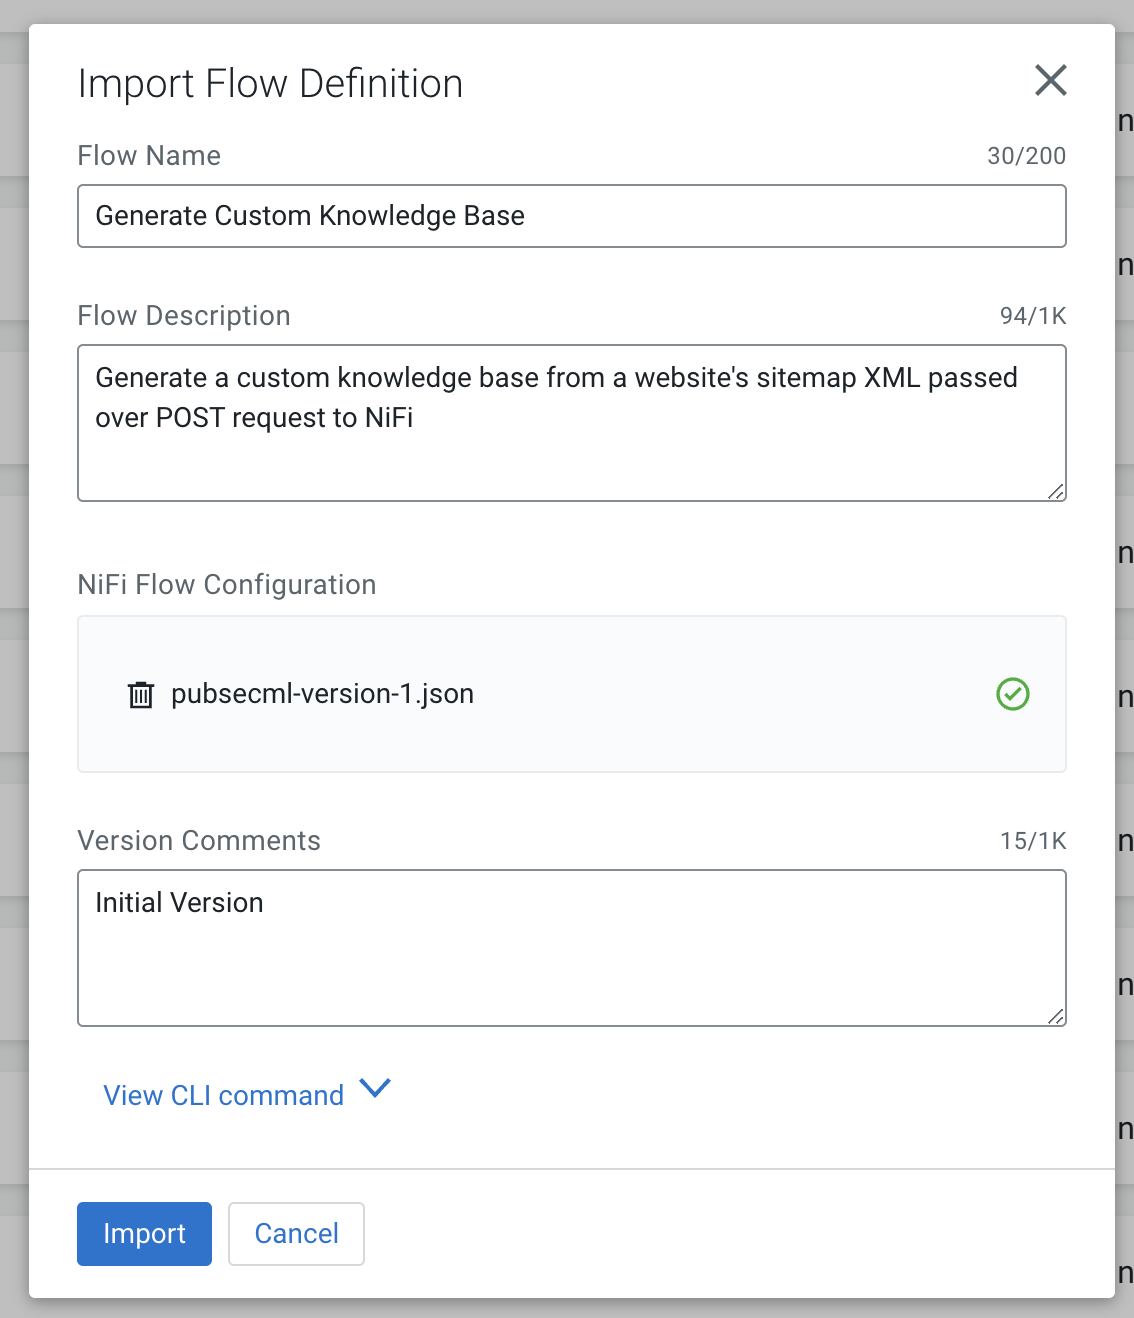 Import Flow Definition
Flow Name
30/200
Generate Custom Knowledge Base
Flow Description
94/1K
Generate a custom knowledge base from a website's sitemap XML passed
over POST request to NiFi
NiFi Flow Configuration
pubsecml-version-1.json
Version Comments
15/1K
Initial Version
View CLI command
Import
Cancel